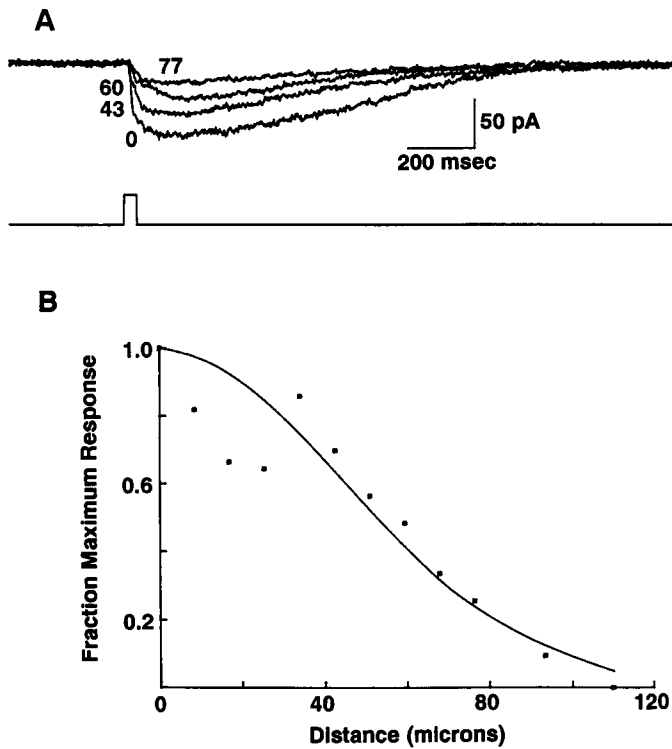 A
77
60
43
0
50 pA
200 msec
B
Fraction Maximum Response
1.0
0.6
0.2
0 40 80 120
Distance (microns)